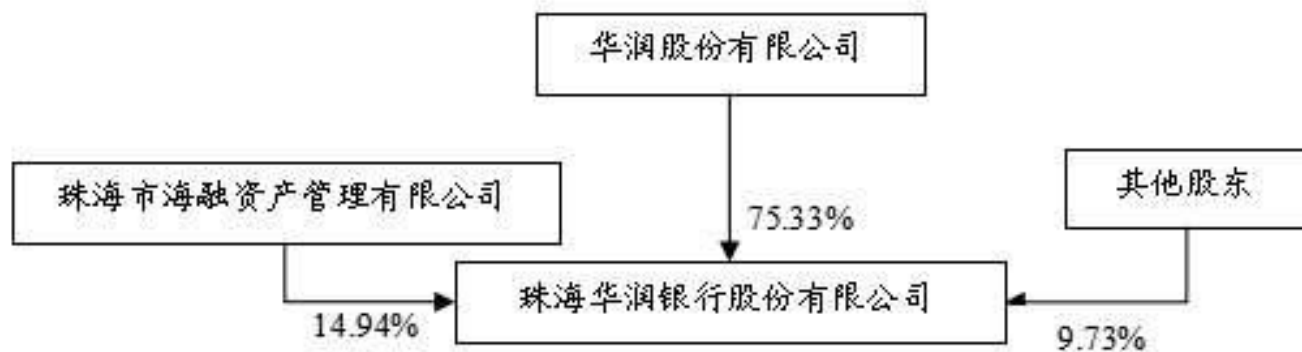 华润股份有限公司
珠海市海融资产管理有限公司
其他股东
75.33%
珠海华润银行股份有限公司
14.94%
9.73%